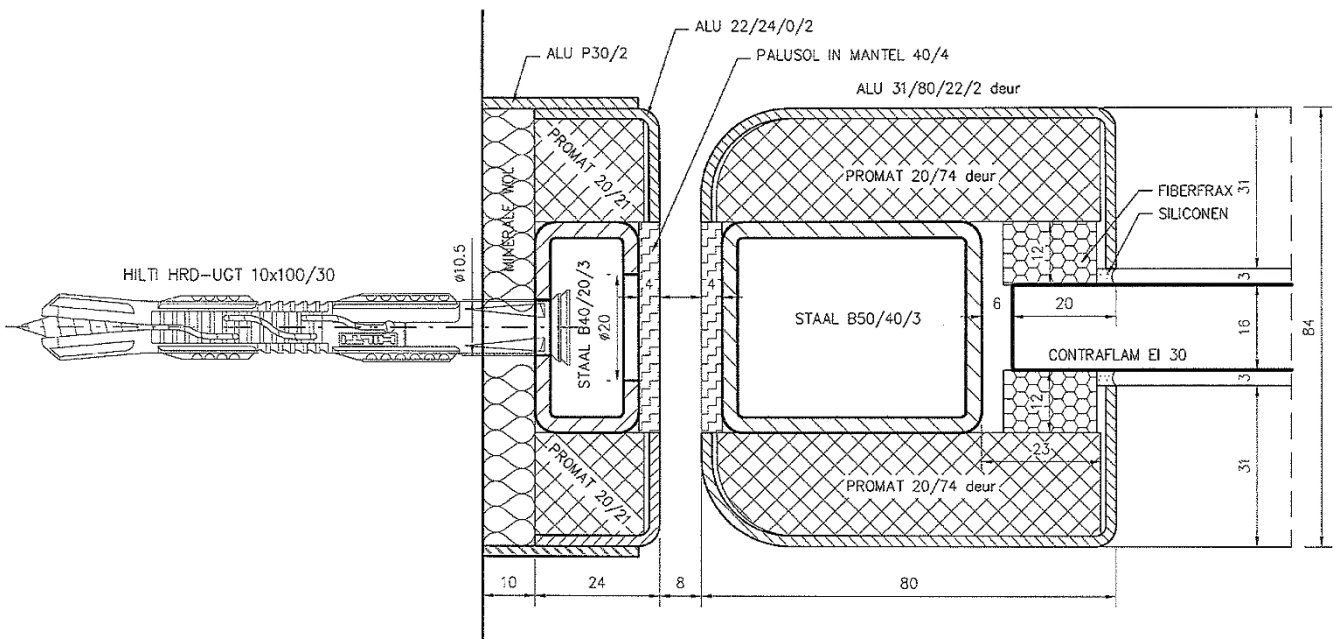 ALU 22/24/0/2
ALU P30/2
PALUSOL IN MANTEL 40/4
ALU 31/80/22/2 deur
PROMAT 20/21
MINERALE WOL
PROMAT 20/74 deur
FIBERFRAX
SILICONEN
31
12
3
HILTI HRD-UGT 10x100/30
ø10.5
STAAL B40/20/3
4
ø20
4
STAAL B50/40/3
6
20
16
84
CONTRAFLAM EI 30
3
12
23
31
PROMAT 20/21
PROMAT 20/74 deur
10
24
8
80